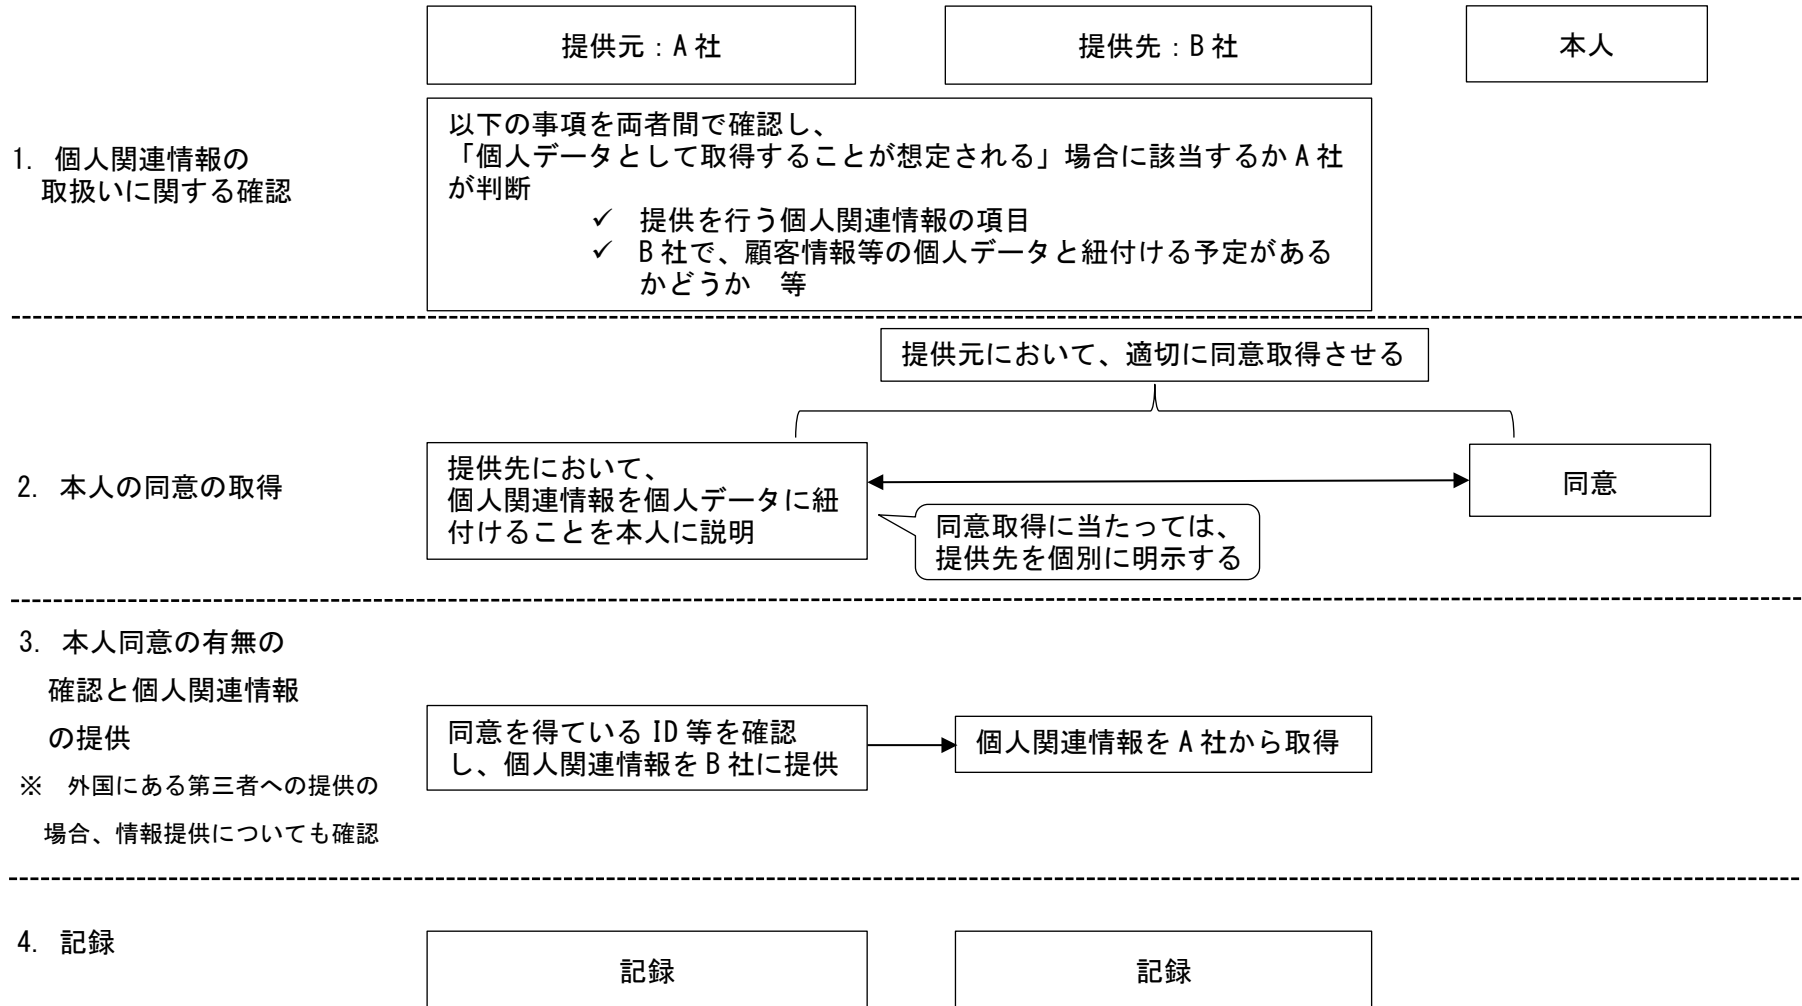 提供元：A社
提供先：B社
本人
1. 個人関連情報の
取扱いに関する確認
以下の事項を両者間で確認し、
「個人データとして取得することが想定される」場合に該当するかA社
が判断
✓ 提供を行う個人関連情報の項目
✓ B社で、顧客情報等の個人データと紐付ける予定がある
かどうか　等
提供元において、適切に同意取得させる
2. 本人の同意の取得
提供先において、
個人関連情報を個人データに紐
付けることを本人に説明
同意
同意取得に当たっては、
提供先を個別に明示する
3. 本人同意の有無の
確認と個人関連情報
の提供
※　外国にある第三者への提供の
場合、情報提供についても確認
同意を得ているID等を確認
し、個人関連情報をB社に提供
個人関連情報をA社から取得
4. 記録
記録
記録